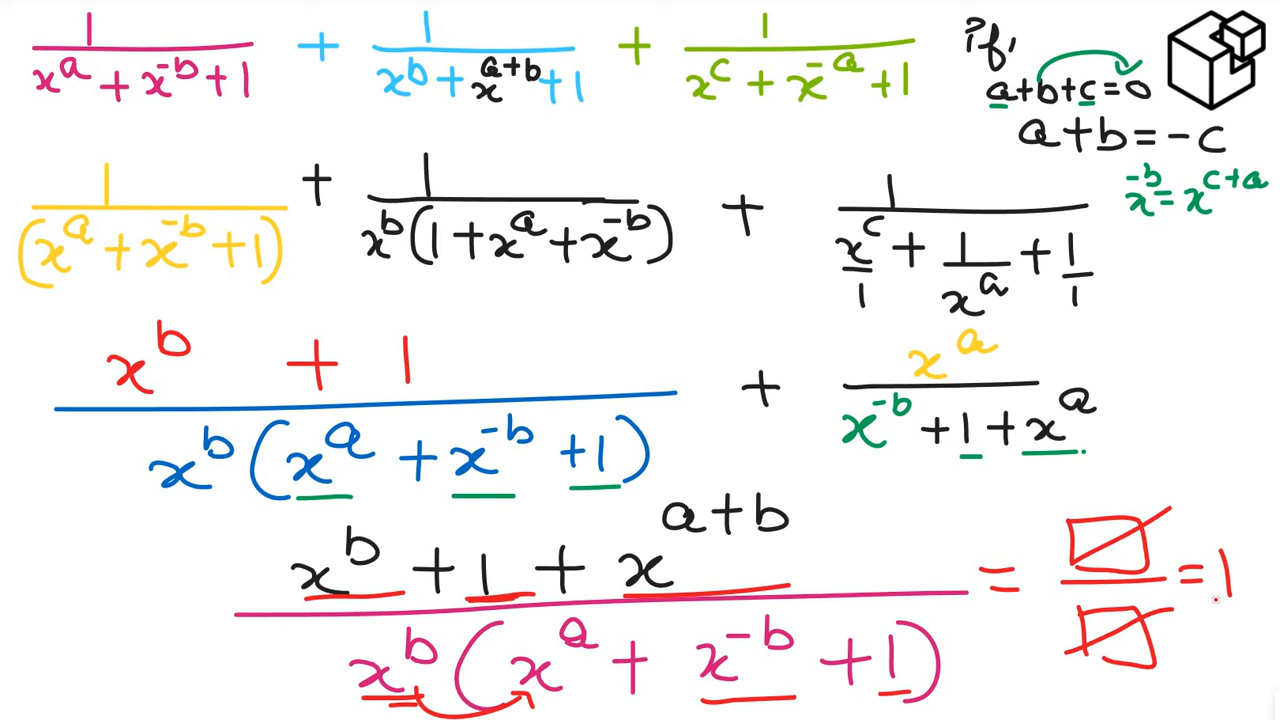 1/(x^a + x^-b + 1) + 1/(x^b + x^(a+b) + 1) + 1/(x^c + x^-a + 1)
if,
a+b+c=0
a+b=-c
x^-b = x^(c+a)
1/(x^a + x^-b + 1) + 1/(x^b(1 + x^a + x^-b)) + 1/(x^c/1 + 1/x^a + 1/1)
(x^b + 1)/(x^b(x^a + x^-b + 1)) + x^a/(x^-b + 1 + x^a)
(x^b + 1 + x^(a+b))/(x^b(x^a + x^-b + 1)) = □/□ = 1